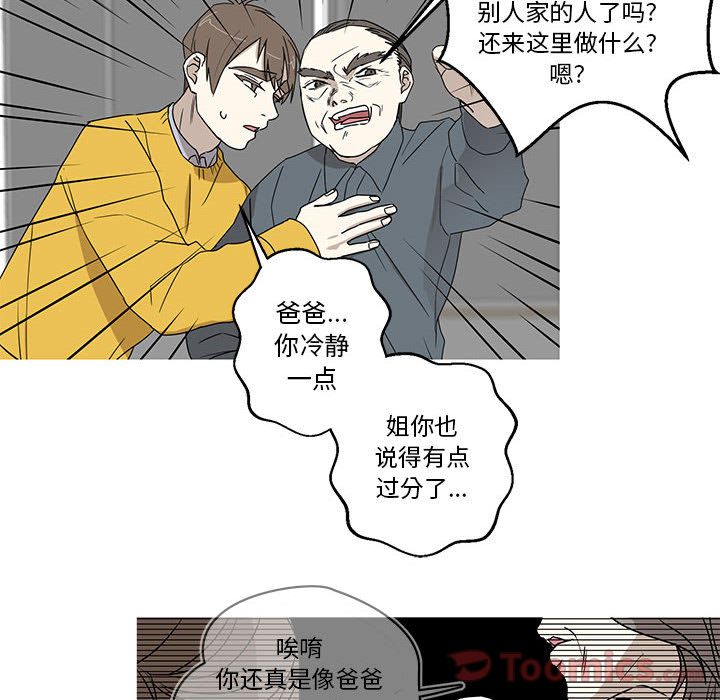 别人家的人了吗?
还来这里做什么?
嗯?
爸爸...
你冷静
一点
姐你也
说得有点
过分了...
唉唷
你还真是像爸爸
Toomics.com